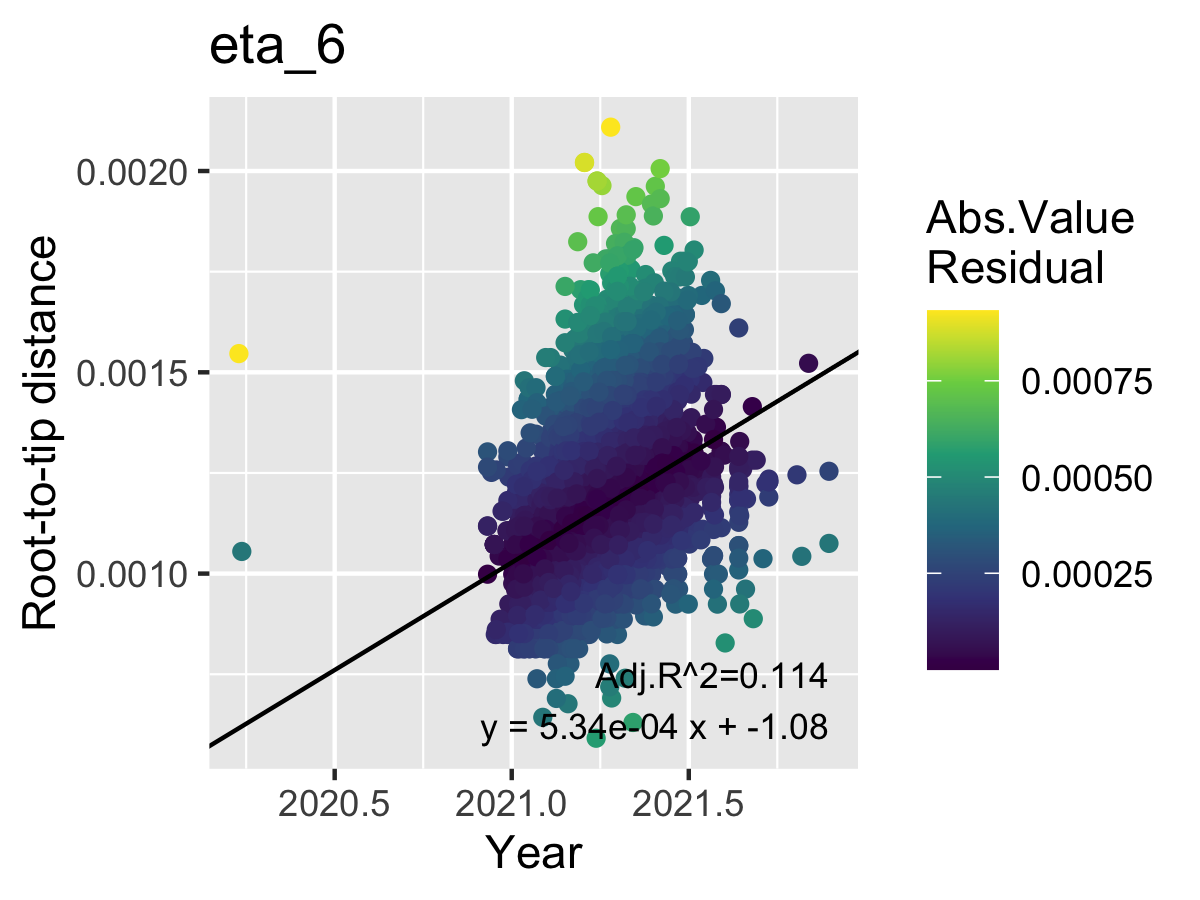 eta_6
0.0020
0.0015
0.0010
Root-to-tip distance
Adj.R^2=0.114
y = 5.34e-04 x + -1.08
2020.5
2021.0
2021.5
Year
Abs.Value
Residual
0.00075
0.00050
0.00025